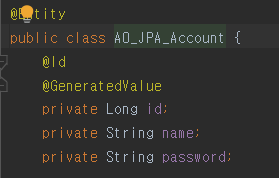 @Entity
public class AO_JPA_Account {
@Id
@GeneratedValue
private Long id;
private String name;
private String password;